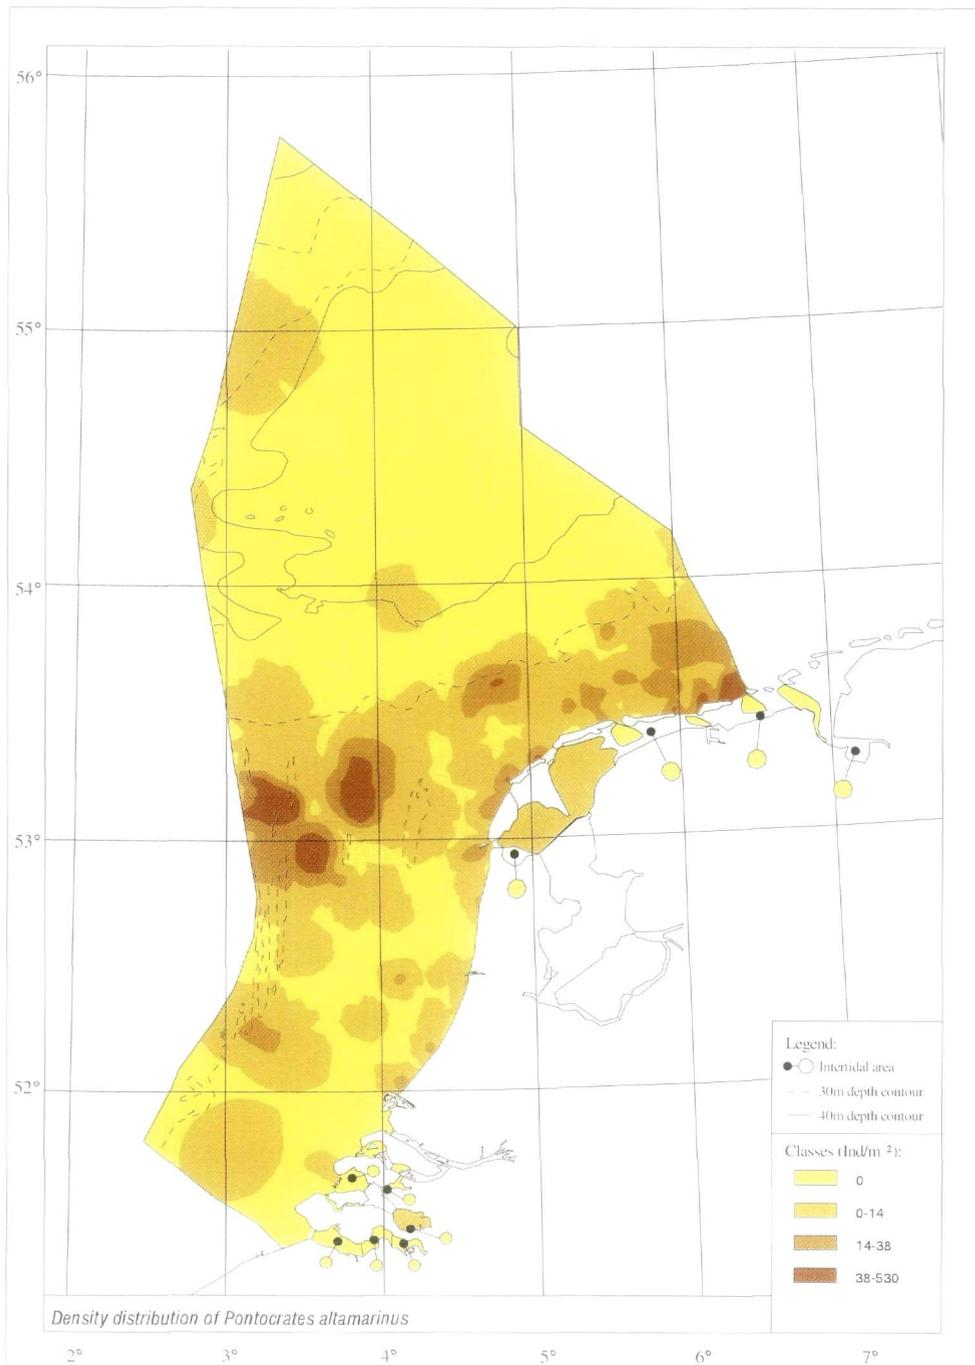 56°
55°
54°
53°
52°
Legend:
Intertidal area
30m depth contour
40m depth contour
Classes (Ind/m ²):
0
0-14
14-38
38-530
Density distribution of Pontocrates altamarinus
2° 3° 4° 5° 6° 7°